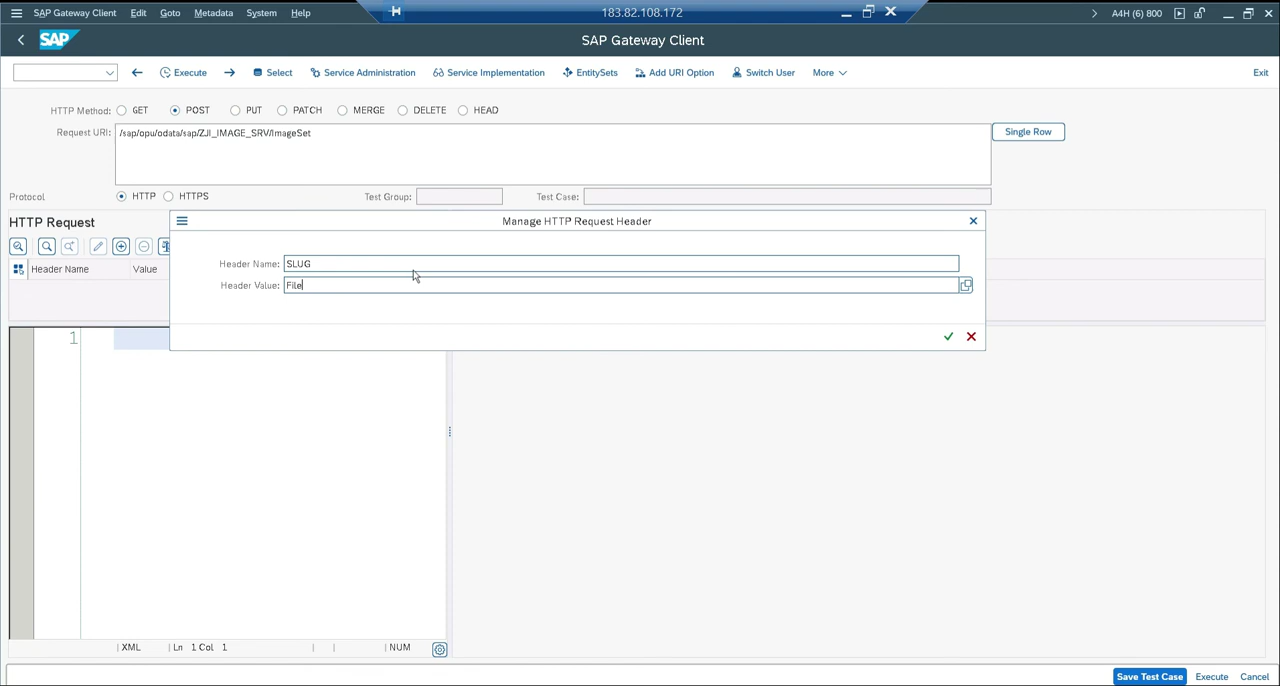 SAP Gateway Client Edit Goto Metadata System Help 183.82.108.172 A4H (6) 800
SAP SAP Gateway Client
Execute Select Service Administration Service Implementation EntitySets Add URI Option Switch User More Exit
HTTP Method: GET POST PUT PATCH MERGE DELETE HEAD
Request URI: /sap/opu/odata/sap/ZJI_IMAGE_SRV/ImageSet Single Row
Protocol HTTP HTTPS Test Group: Test Case:
HTTP Request
Manage HTTP Request Header
Header Name Value
Header Name: SLUG
Header Value: File
1
XML Ln 1 Col 1 NUM
Save Test Case Execute Cancel